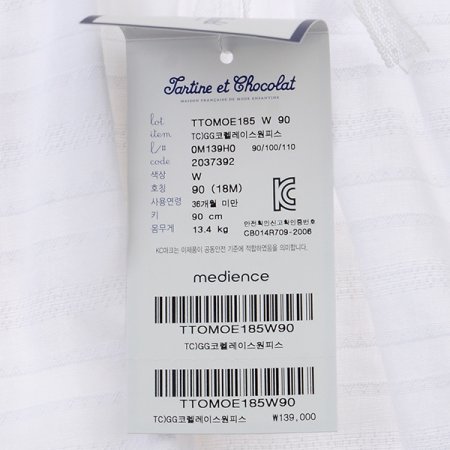 Tartine et Chocolat
MAISON FRANÇAISE DE MODE ENFANTINE
lot TTOMOE185 W 90
item TC)GG코펠레이스원피스
l/# 0M139H0 90/100/110
code 2037392
색상 W
호칭 90 (18M)
사용연령 36개월 미만
키 90 cm
몸무게 13.4 kg
안전확인신고확인증번호
CB014R709-2006
KC마크는 이제품이 공통안전 기준에 적합하였음을 의미합니다.
medience
TTOMOE185W90
TC)GG코펠레이스원피스
TTOMOE185W90
TC)GG코펠레이스원피스 ₩139,000